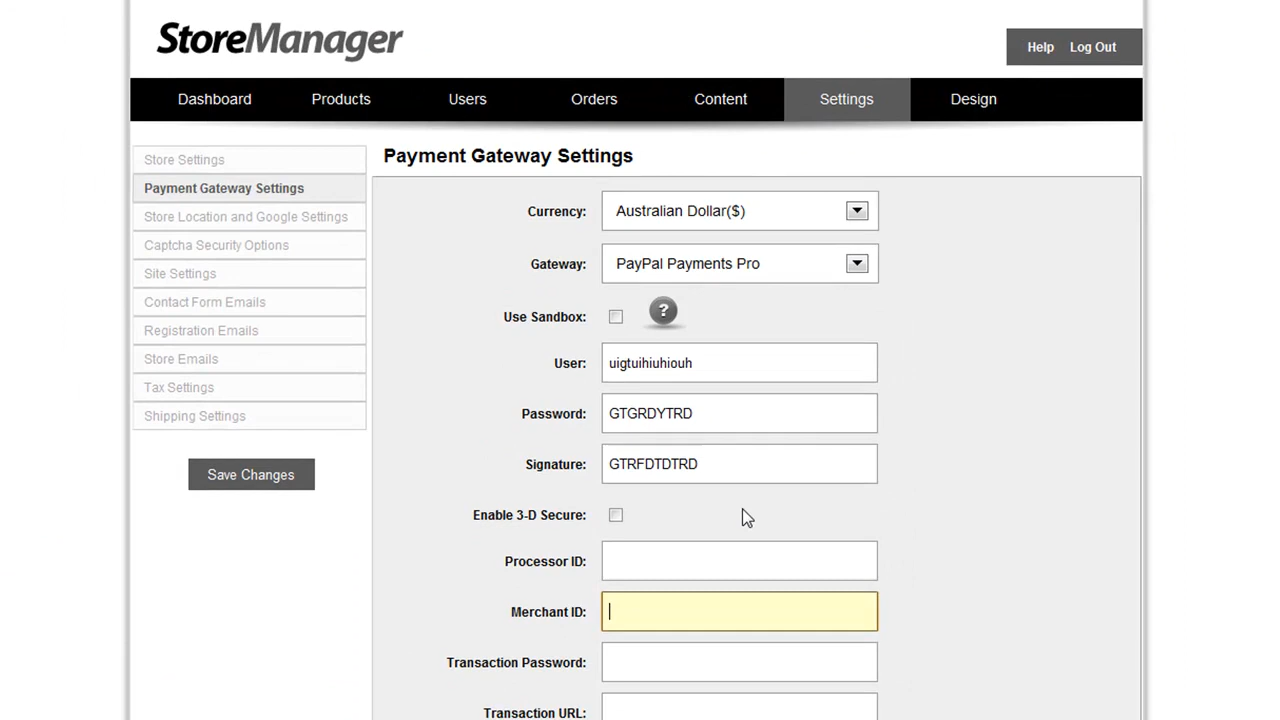 StoreManager
Help Log Out
Dashboard Products Users Orders Content Settings Design
Store Settings
Payment Gateway Settings
Store Location and Google Settings
Captcha Security Options
Site Settings
Contact Form Emails
Registration Emails
Store Emails
Tax Settings
Shipping Settings
Save Changes
Payment Gateway Settings
Currency: Australian Dollar($)
Gateway: PayPal Payments Pro
Use Sandbox: ?
User: uigtuihiuhiouh
Password: GTGRDYTRD
Signature: GTRFDTDTRD
Enable 3-D Secure:
Processor ID:
Merchant ID:
Transaction Password:
Transaction URL: